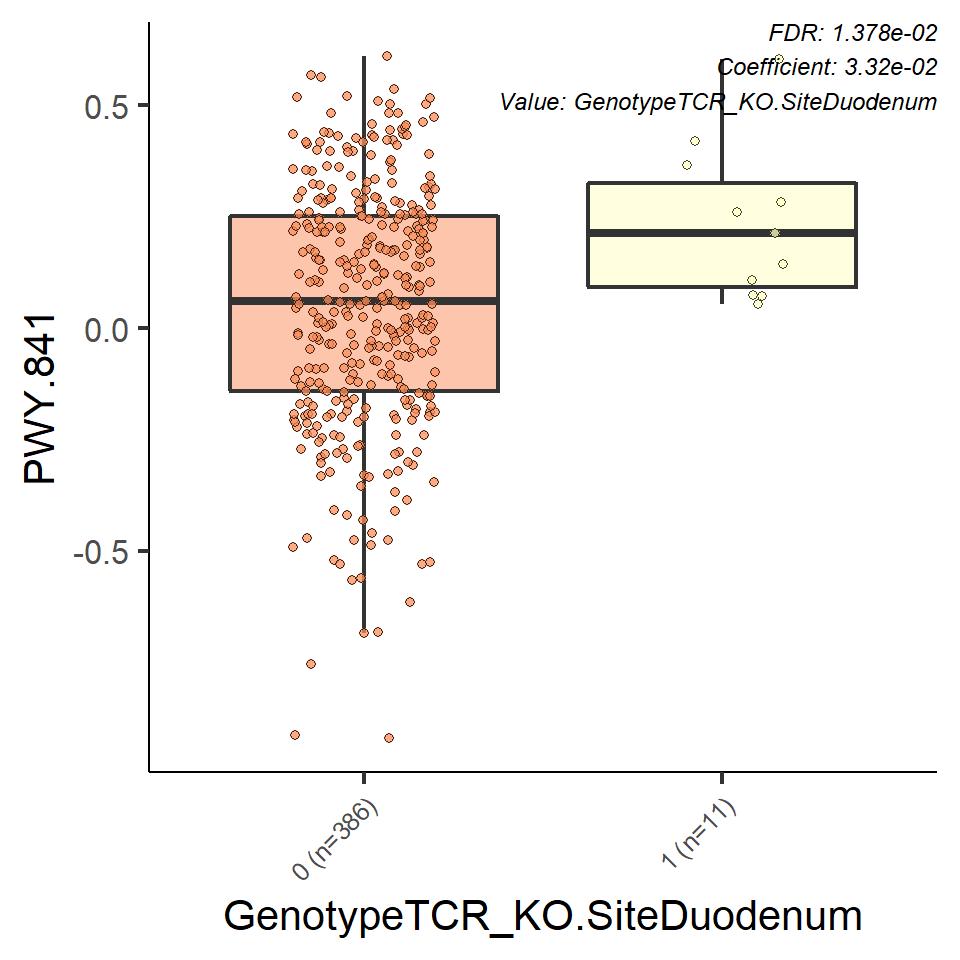 FDR: 1.378e-02
Coefficient: 3.32e-02
Value: GenotypeTCR_KO.SiteDuodenum
0.5
0.0
-0.5
PWY.841
0 (n=386)
1 (n=11)
GenotypeTCR_KO.SiteDuodenum